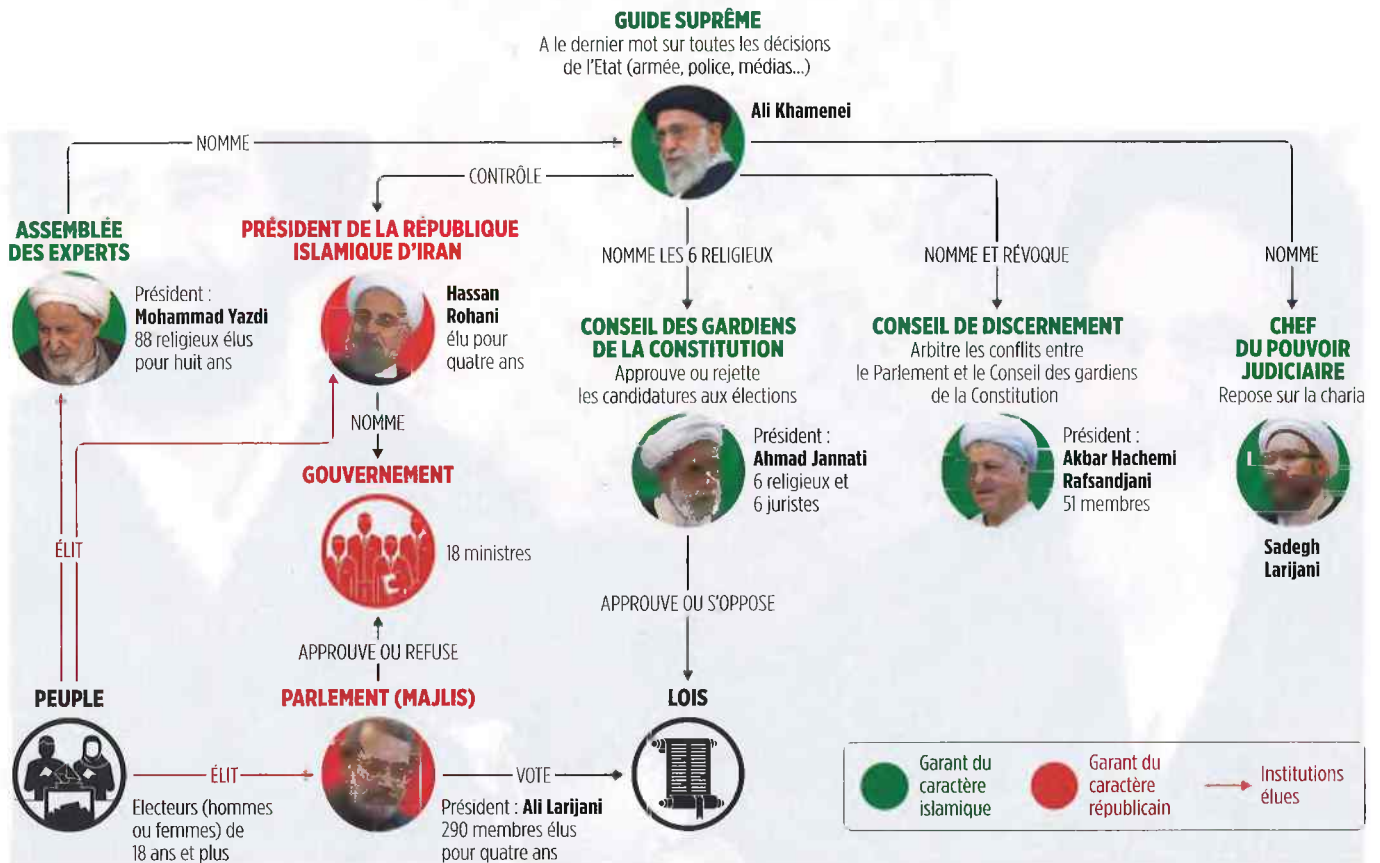 GUIDE SUPRÊME
A le dernier mot sur toutes les décisions
de l'Etat (armée, police, médias...)
Ali Khamenei
NOMME
CONTRÔLE
ASSEMBLÉE
DES EXPERTS
Président :
Mohammad Yazdi
88 religieux élus
pour huit ans
PRÉSIDENT DE LA RÉPUBLIQUE
ISLAMIQUE D'IRAN
Hassan
Rohani
élu pour
quatre ans
NOMME LES 6 RELIGIEUX
CONSEIL DES GARDIENS
DE LA CONSTITUTION
Approuve ou rejette
les candidatures aux élections
Président :
Ahmad Jannati
6 religieux et
6 juristes
NOMME ET RÉVOQUE
CONSEIL DE DISCERNEMENT
Arbitre les conflits entre
le Parlement et le Conseil des gardiens
de la Constitution
Président :
Akbar Hachemi
Rafsandjani
51 membres
NOMME
CHEF
DU POUVOIR
JUDICIAIRE
Repose sur la charia
Sadegh
Larijani
NOMME
GOUVERNEMENT
18 ministres
ÉLIT
APPROUVE OU REFUSE
APPROUVE OU S'OPPOSE
PEUPLE
ÉLIT
Electeurs (hommes
ou femmes) de
18 ans et plus
PARLEMENT (MAJLIS)
VOTE
Président : Ali Larijani
290 membres élus
pour quatre ans
LOIS
Garant du
caractère
islamique
Garant du
caractère
républicain
Institutions
élues